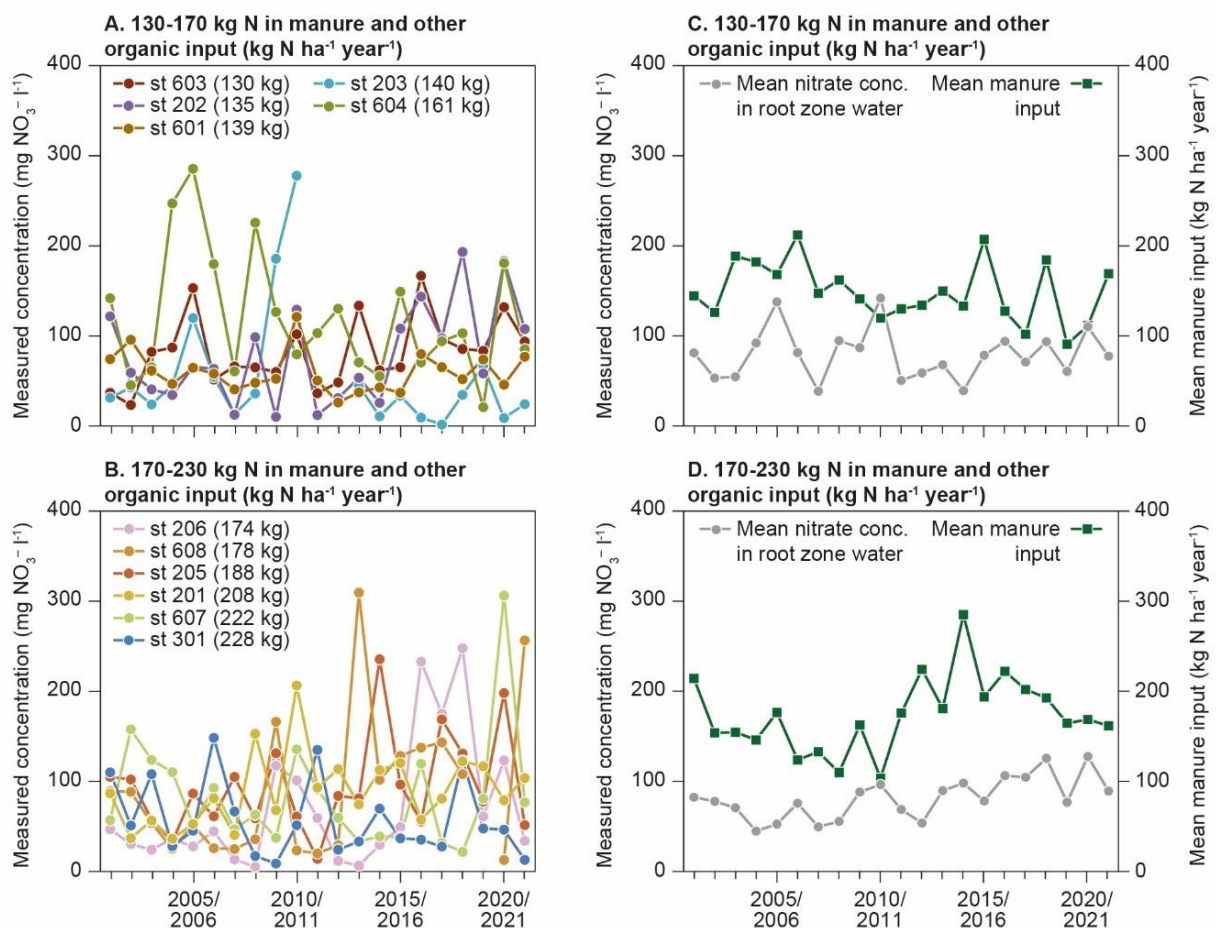 A. 130-170 kg N in manure and other
organic input (kg N ha⁻¹ year⁻¹)
Measured concentration (mg NO₃⁻ l⁻¹)
400
300
200
100
0
st 603 (130 kg)
st 202 (135 kg)
st 601 (139 kg)
st 203 (140 kg)
st 604 (161 kg)
C. 130-170 kg N in manure and other
organic input (kg N ha⁻¹ year⁻¹)
Measured concentration (mg NO₃⁻ l⁻¹)
400
300
200
100
0
Mean nitrate conc.
in root zone water
Mean manure
input
400
300
200
100
0
Mean manure input (kg N ha⁻¹ year⁻¹)
B. 170-230 kg N in manure and other
organic input (kg N ha⁻¹ year⁻¹)
Measured concentration (mg NO₃⁻ l⁻¹)
400
300
200
100
0
st 206 (174 kg)
st 608 (178 kg)
st 205 (188 kg)
st 201 (208 kg)
st 607 (222 kg)
st 301 (228 kg)
2005/
2006
2010/
2011
2015/
2016
2020/
2021
D. 170-230 kg N in manure and other
organic input (kg N ha⁻¹ year⁻¹)
Measured concentration (mg NO₃⁻ l⁻¹)
400
300
200
100
0
Mean nitrate conc.
in root zone water
Mean manure
input
400
300
200
100
0
Mean manure input (kg N ha⁻¹ year⁻¹)
2005/
2006
2010/
2011
2015/
2016
2020/
2021